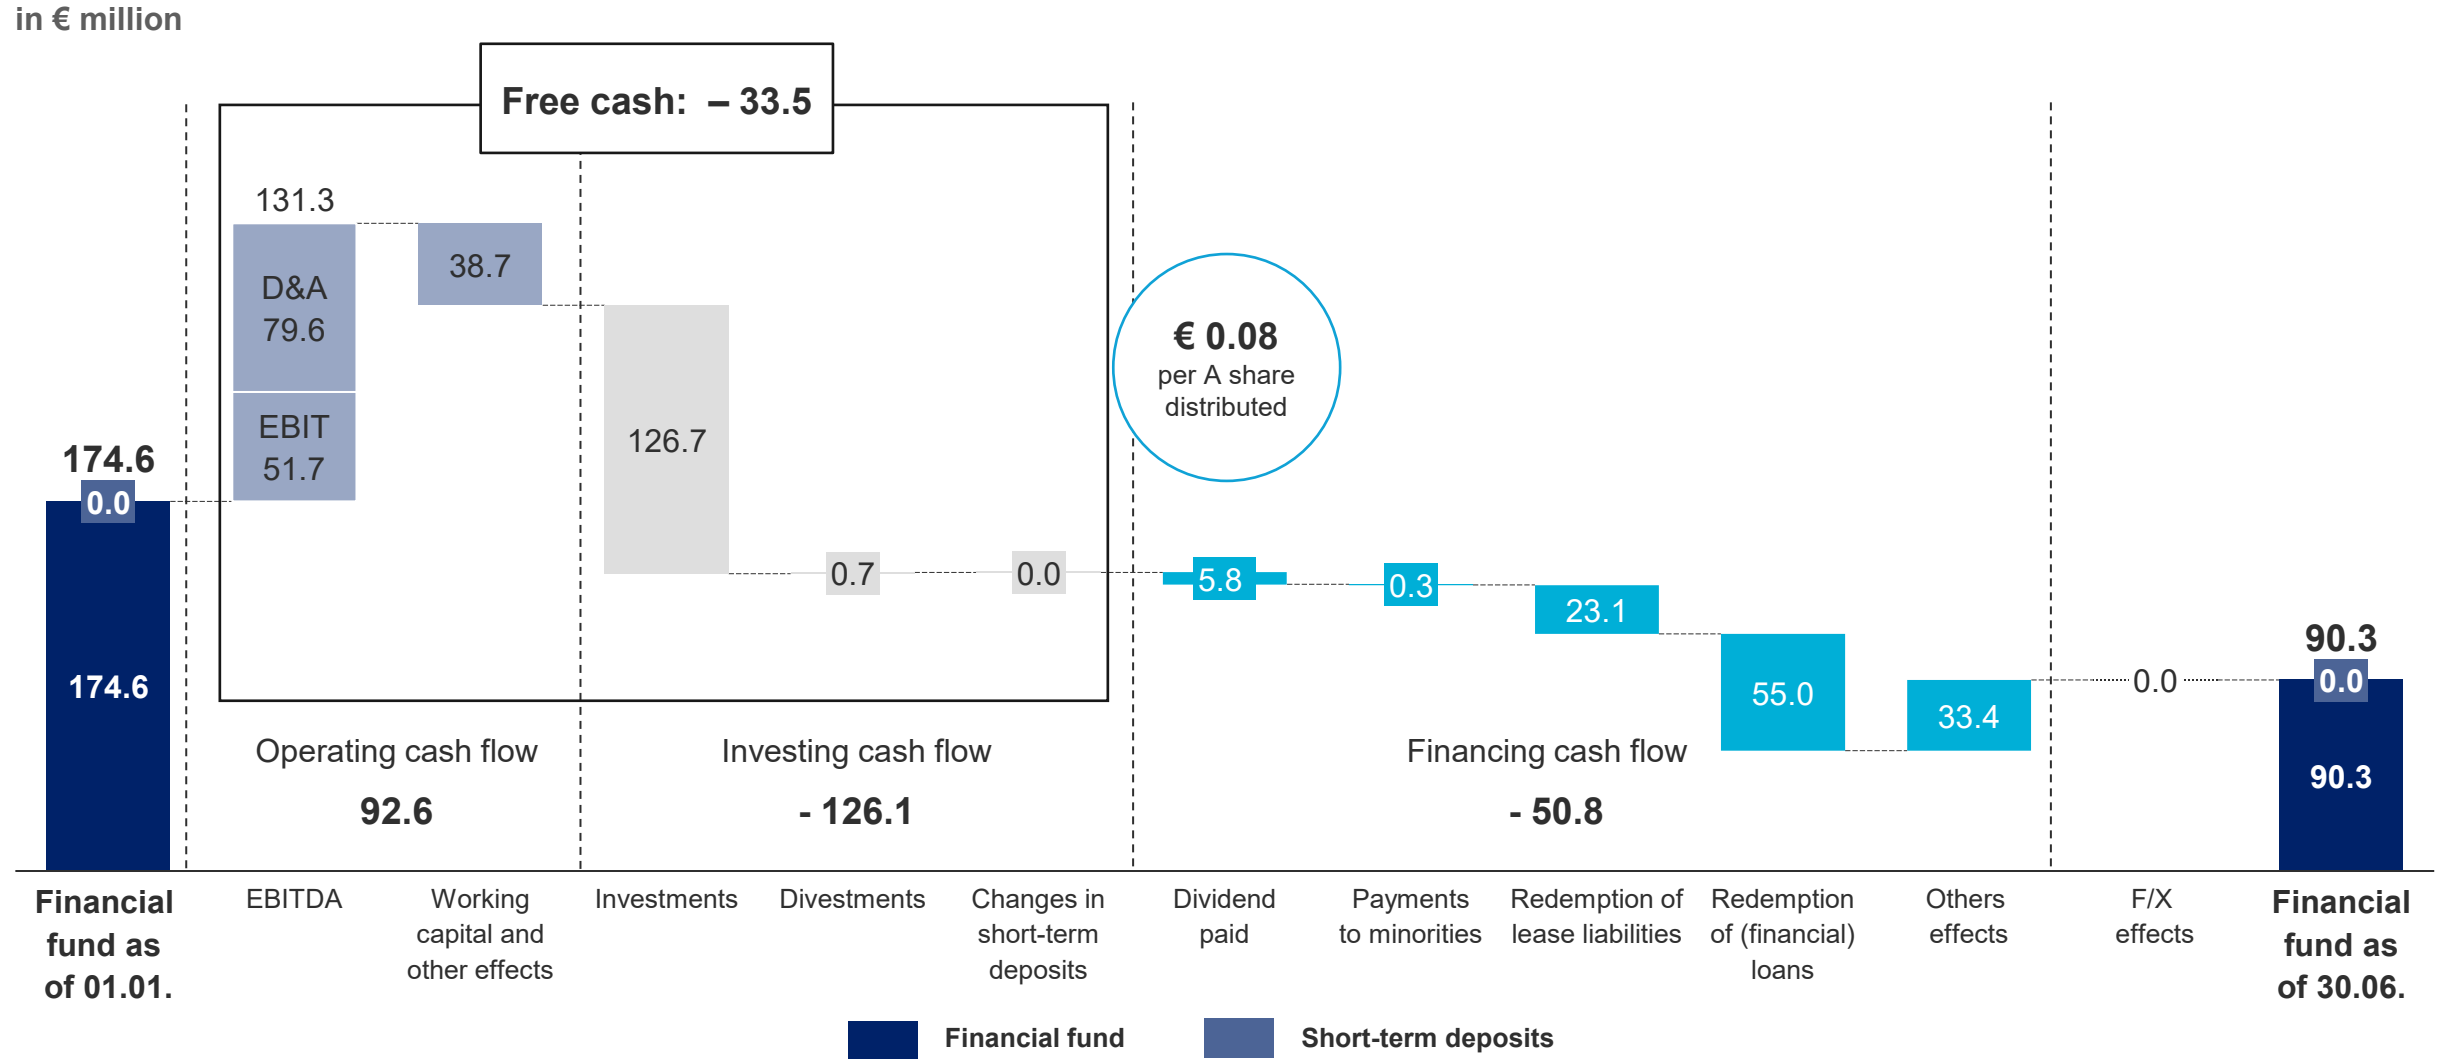 in € million
Free cash:  – 33.5
131.3
D&A
79.6
EBIT
51.7
38.7
126.7
0.7
0.0
€ 0.08
per A share
distributed
174.6
0.0
174.6
5.8
0.3
23.1
55.0
33.4
0.0
90.3
0.0
90.3
Operating cash flow
92.6
Investing cash flow
- 126.1
Financing cash flow
- 50.8
Financial
fund as
of 01.01.
EBITDA
Working
capital and
other effects
Investments
Divestments
Changes in
short-term
deposits
Dividend
paid
Payments
to minorities
Redemption of
lease liabilities
Redemption
of (financial)
loans
Others
effects
F/X
effects
Financial
fund as
of 30.06.
Financial fund
Short-term deposits